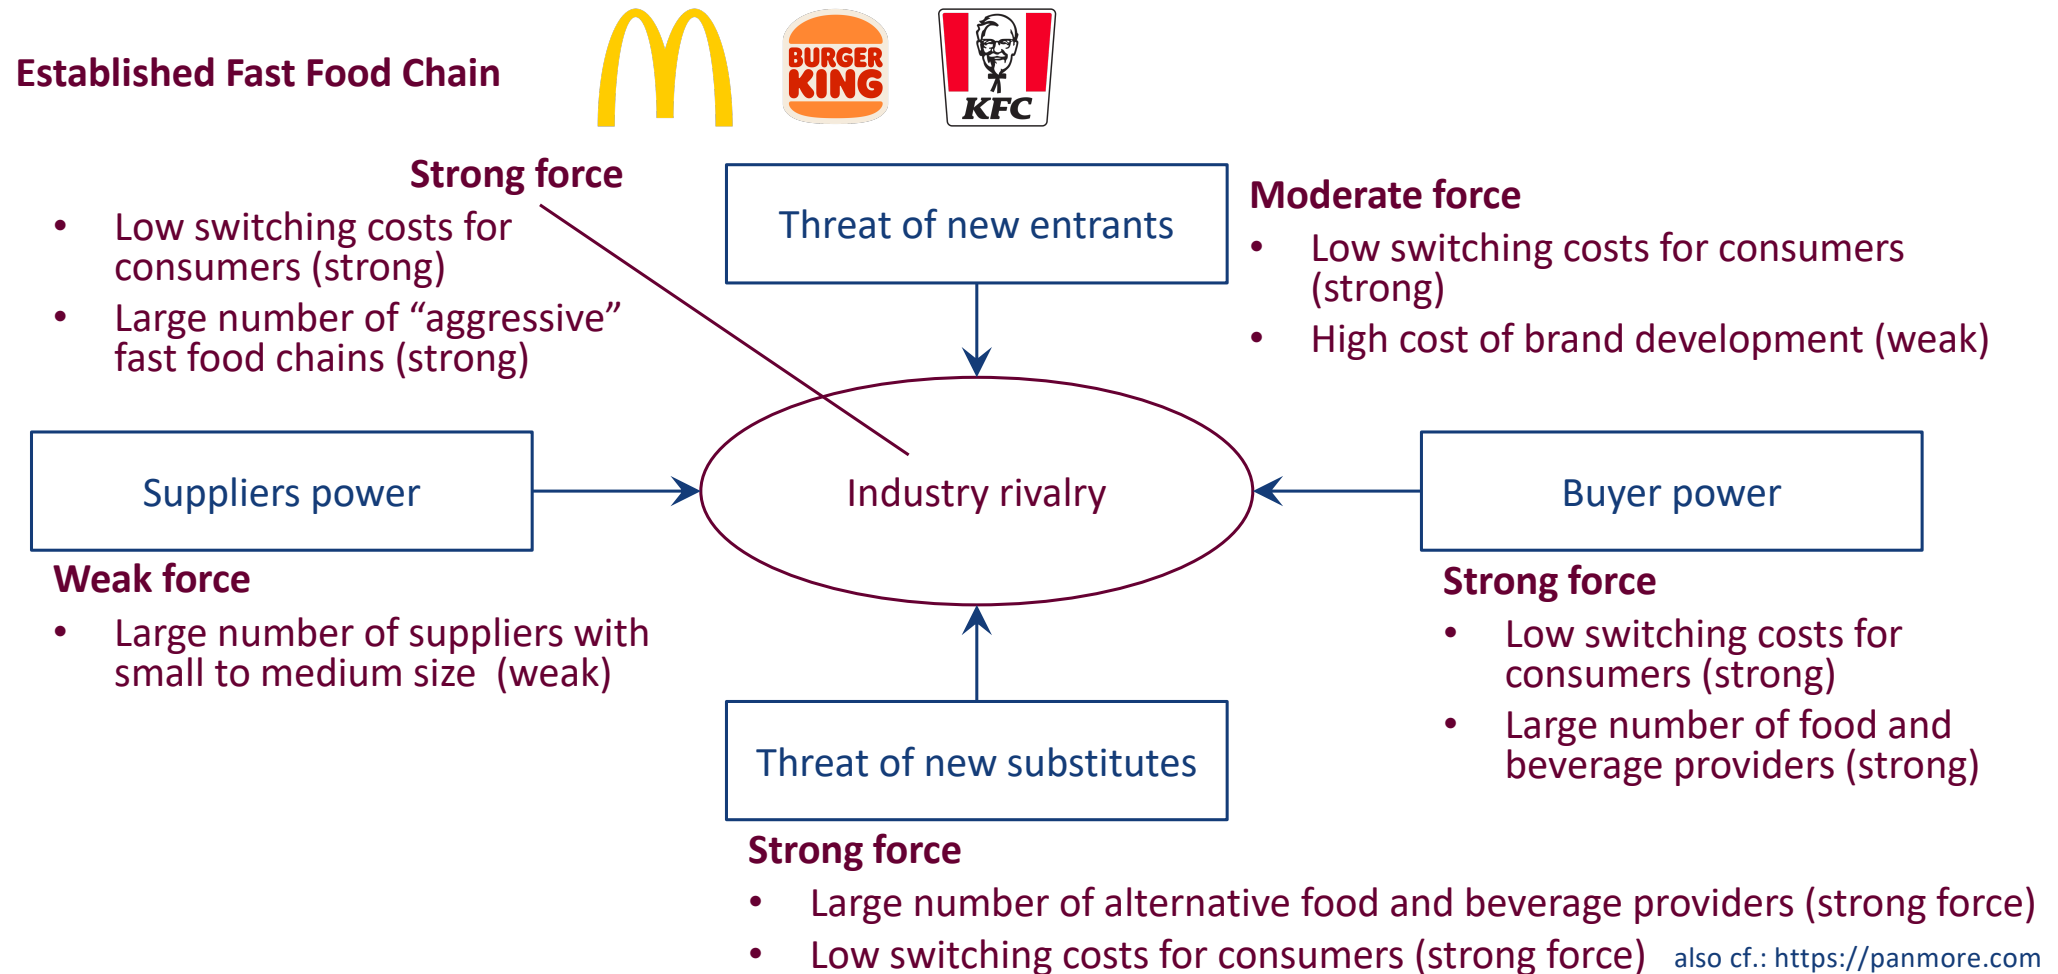 Established Fast Food Chain
BURGER
KING
KFC
Strong force
• Low switching costs for
consumers (strong)
• Large number of “aggressive”
fast food chains (strong)
Threat of new entrants
Moderate force
• Low switching costs for consumers
(strong)
• High cost of brand development (weak)
Suppliers power
Industry rivalry
Buyer power
Weak force
• Large number of suppliers with
small to medium size (weak)
Strong force
• Low switching costs for
consumers (strong)
• Large number of food and
beverage providers (strong)
Threat of new substitutes
Strong force
• Large number of alternative food and beverage providers (strong force)
• Low switching costs for consumers (strong force)
also cf.: https://panmore.com